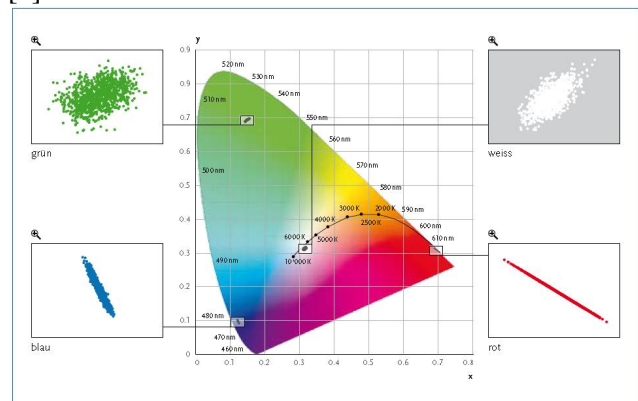 y
0.9
520 nm
530 nm
540 nm
0.8
510 nm
0.7
550 nm
560 nm
grün
weiss
0.6
570 nm
500 nm
580 nm
0.5
3000 K
2000 K
590 nm
4000 K
2500 K
600 nm
0.4
6000 K
5000 K
610 nm
0.3
490 nm
10'000 K
0.2
480 nm
0.1
470 nm
blau
rot
460 nm
0
0
0.1
0.2
0.3
0.4
0.5
0.6
0.7
0.8
x